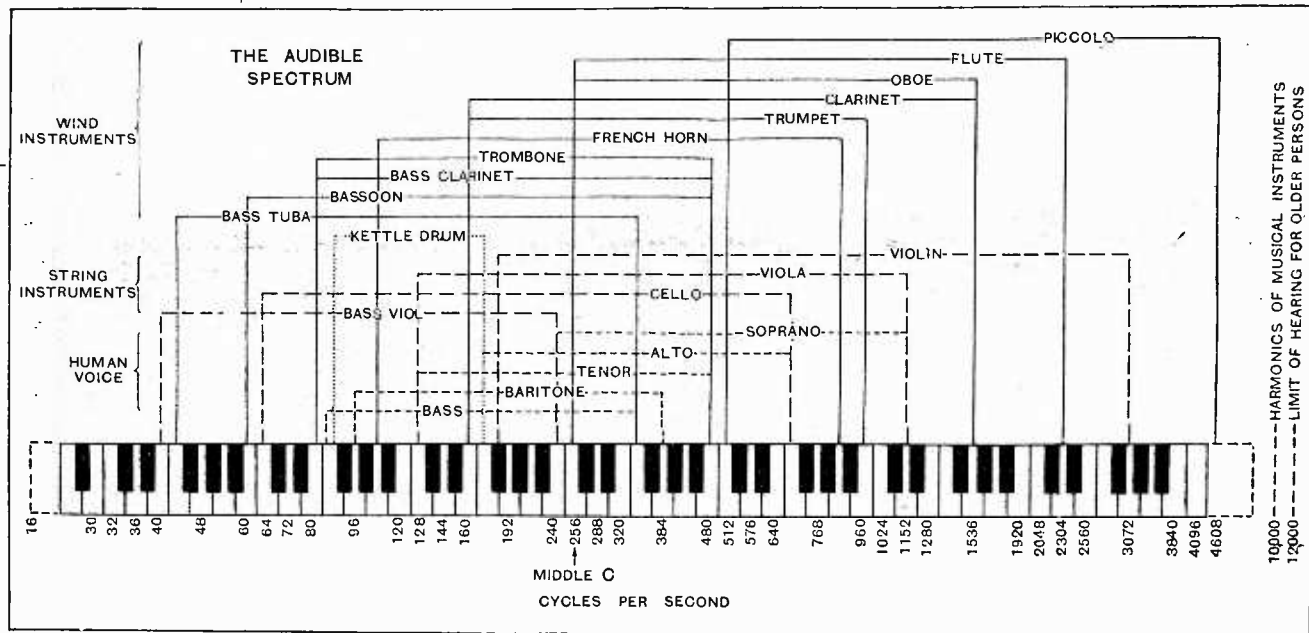 THE AUDIBLE
SPECTRUM
WIND
INSTRUMENTS
PICCOLO
FLUTE
OBOE
CLARINET
TRUMPET
FRENCH HORN
TROMBONE
BASS CLARINET
BASSOON
BASS TUBA
KETTLE DRUM
STRING
INSTRUMENTS
VIOLIN
VIOLA
CELLO
BASS VIOL
HUMAN
VOICE
SOPRANO
ALTO
TENOR
BARITONE
BASS
16 30 32 36 40 48 60 64 72 80 96 120 128 144 160 192 240 256 288 320 384 480 512 576 640 768 960 1024 1152 1280 1536 1920 2048 2304 2560 3072 3840 4096 4608
10000 HARMONICS OF MUSICAL INSTRUMENTS
12000 LIMIT OF HEARING FOR OLDER PERSONS
MIDDLE C
CYCLES PER SECOND